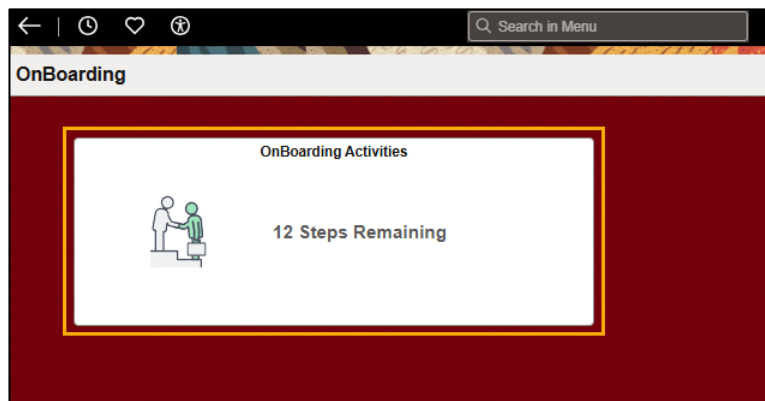 Search in Menu
OnBoarding
OnBoarding Activities
12 Steps Remaining